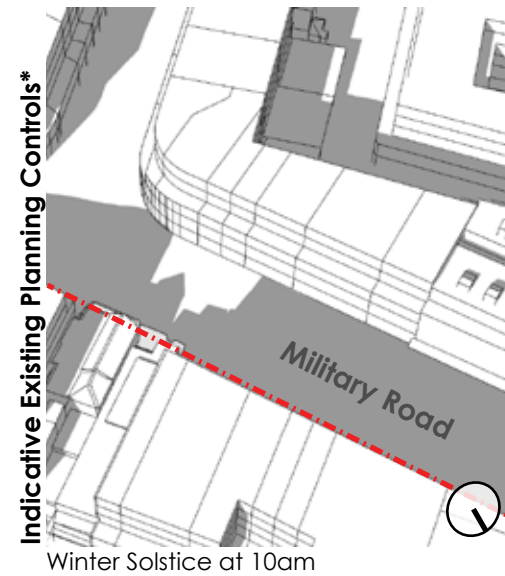 Indicative Existing Planning Controls*
Military Road
Winter Solstice at 10am